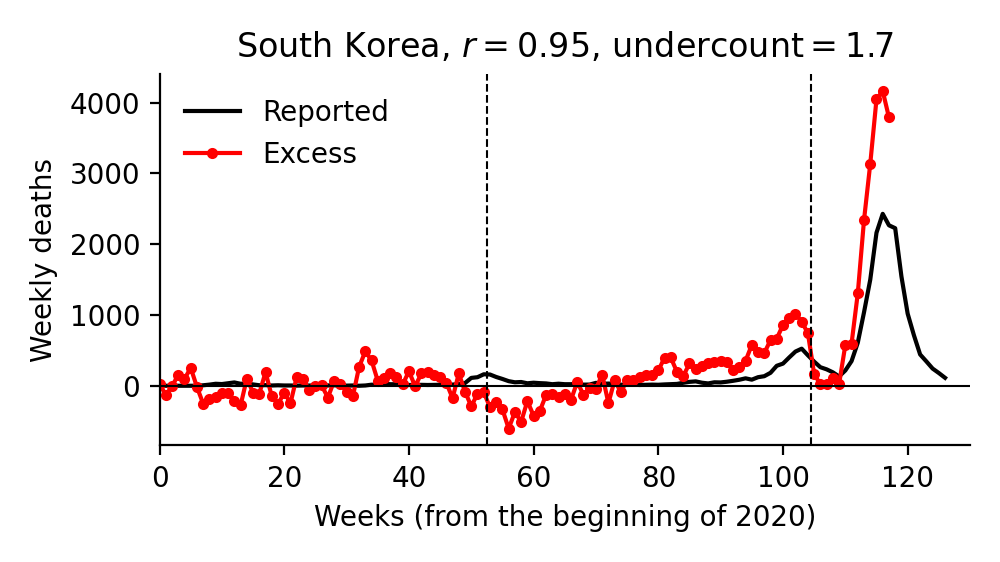 South Korea, r = 0.95, undercount = 1.7
Reported
Excess
Weekly deaths
4000
3000
2000
1000
0
0 20 40 60 80 100 120
Weeks (from the beginning of 2020)